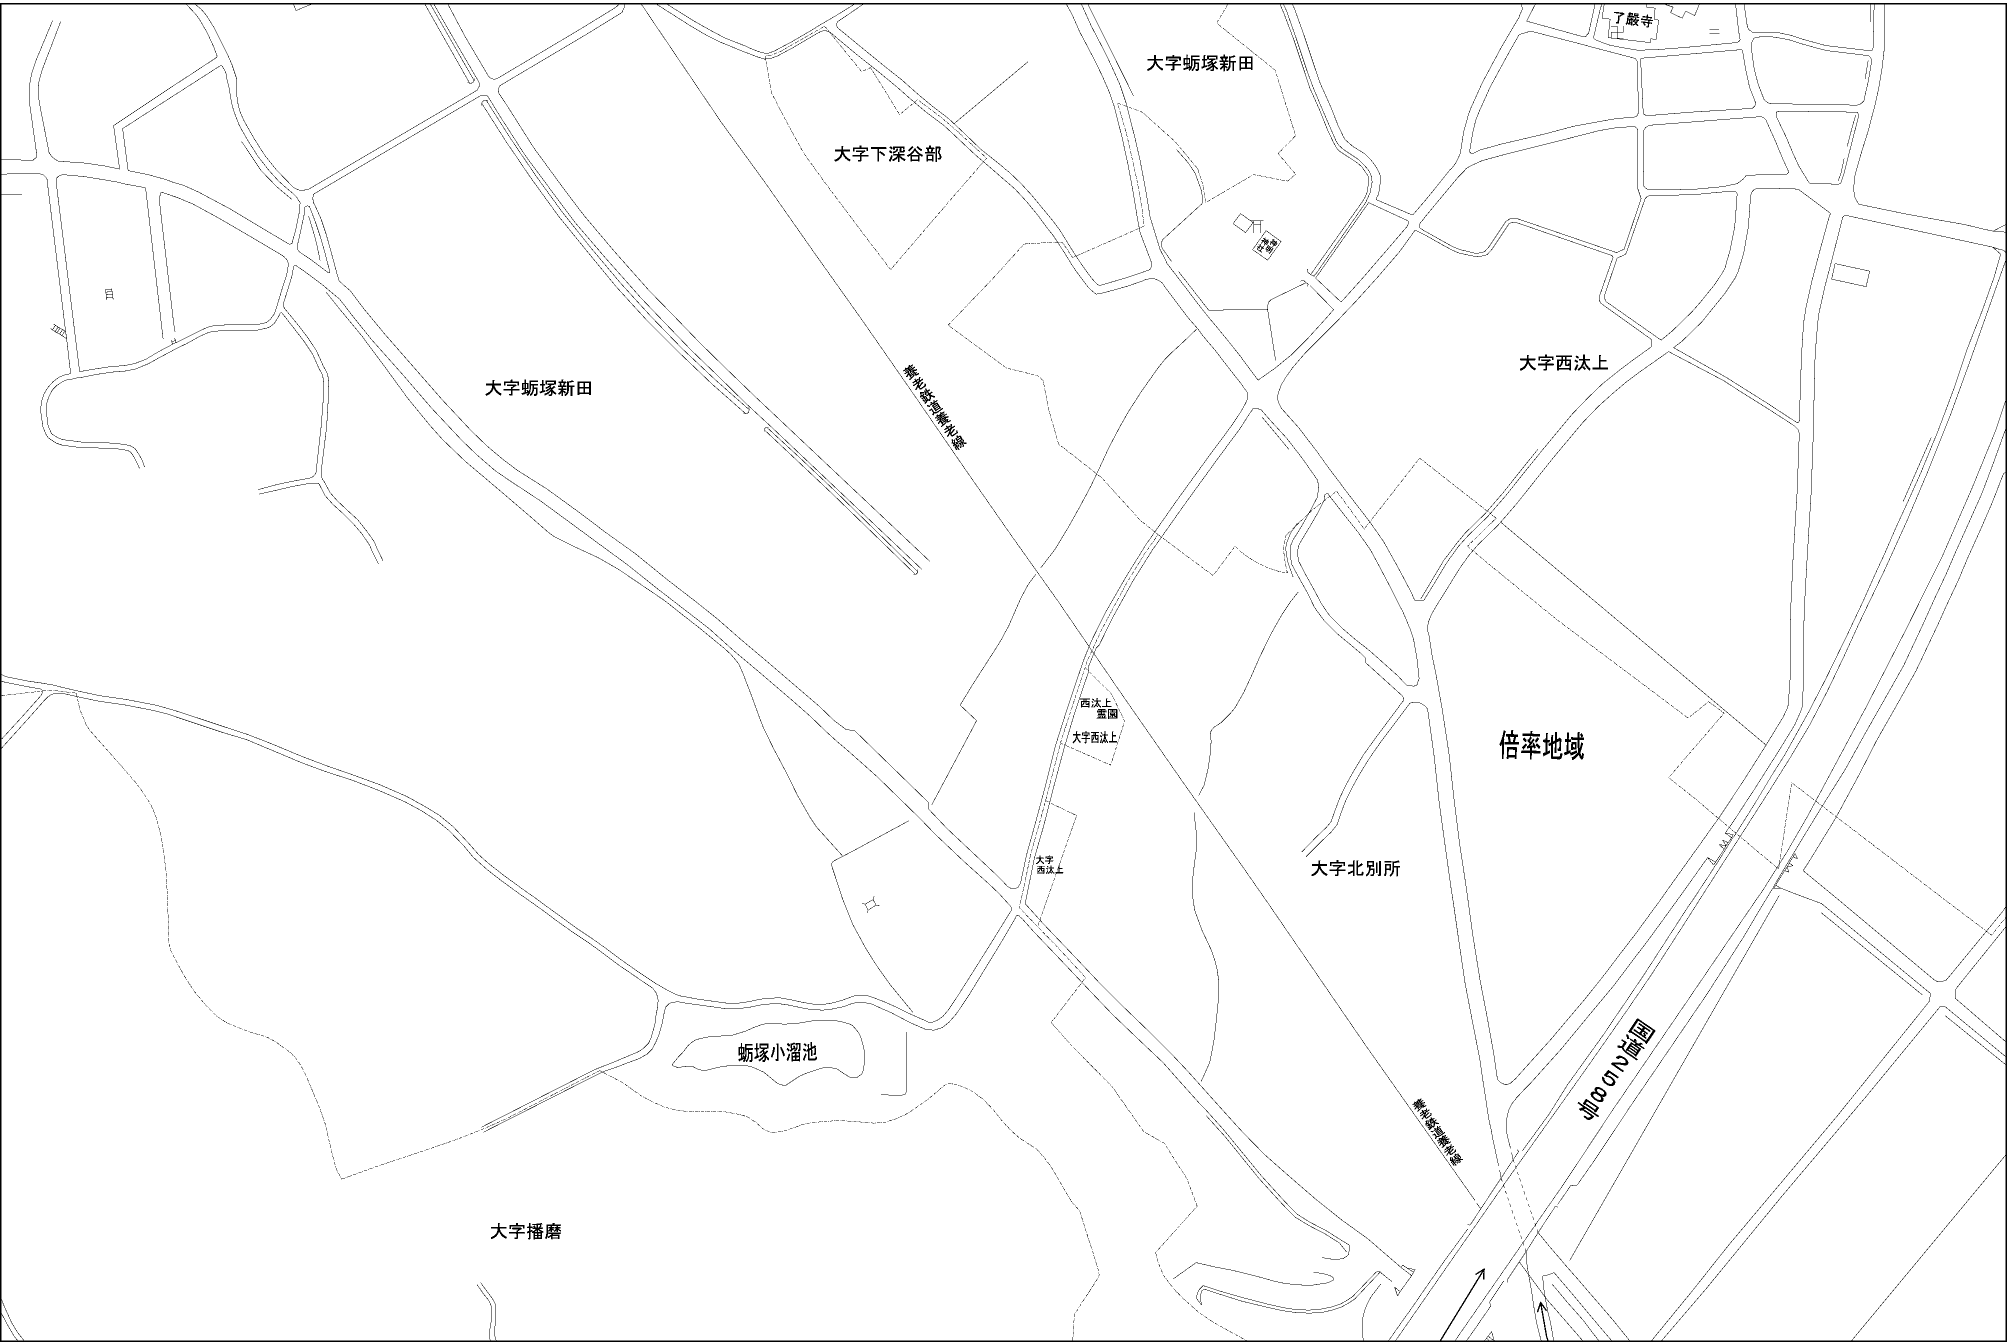 了嚴寺
大字蛎塚新田
大字下深谷部
大字西汰上
養老鉄道養老線
大字蛎塚新田
西汰上
霊園
大字西汰上
倍率地域
大字
西汰上
大字北別所
蛎塚小溜池
国道258号
養老鉄道養老線
大字播磨